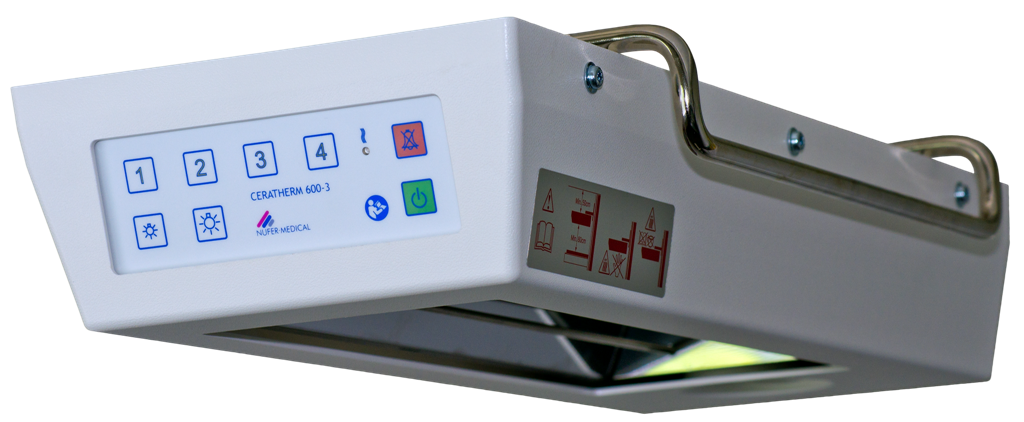 1 2 3 4
CERATHERM 600-3
NUFER MEDICAL